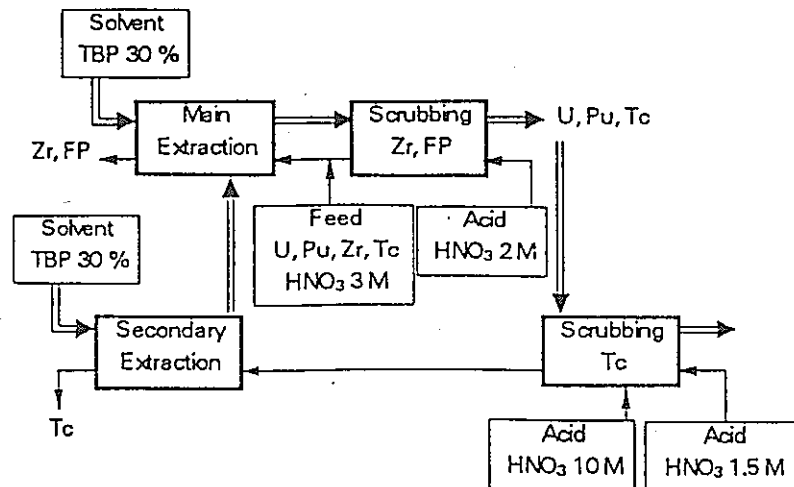 Solvent
TBP 30 %
Main
Extraction
Scrubbing
Zr, FP
U, Pu, Tc
Zr, FP
Feed
U, Pu, Zr, Tc
HNO₃ 3 M
Acid
HNO₃ 2 M
Solvent
TBP 30 %
Secondary
Extraction
Scrubbing
Tc
Tc
Acid
HNO₃ 10 M
Acid
HNO₃ 1.5 M